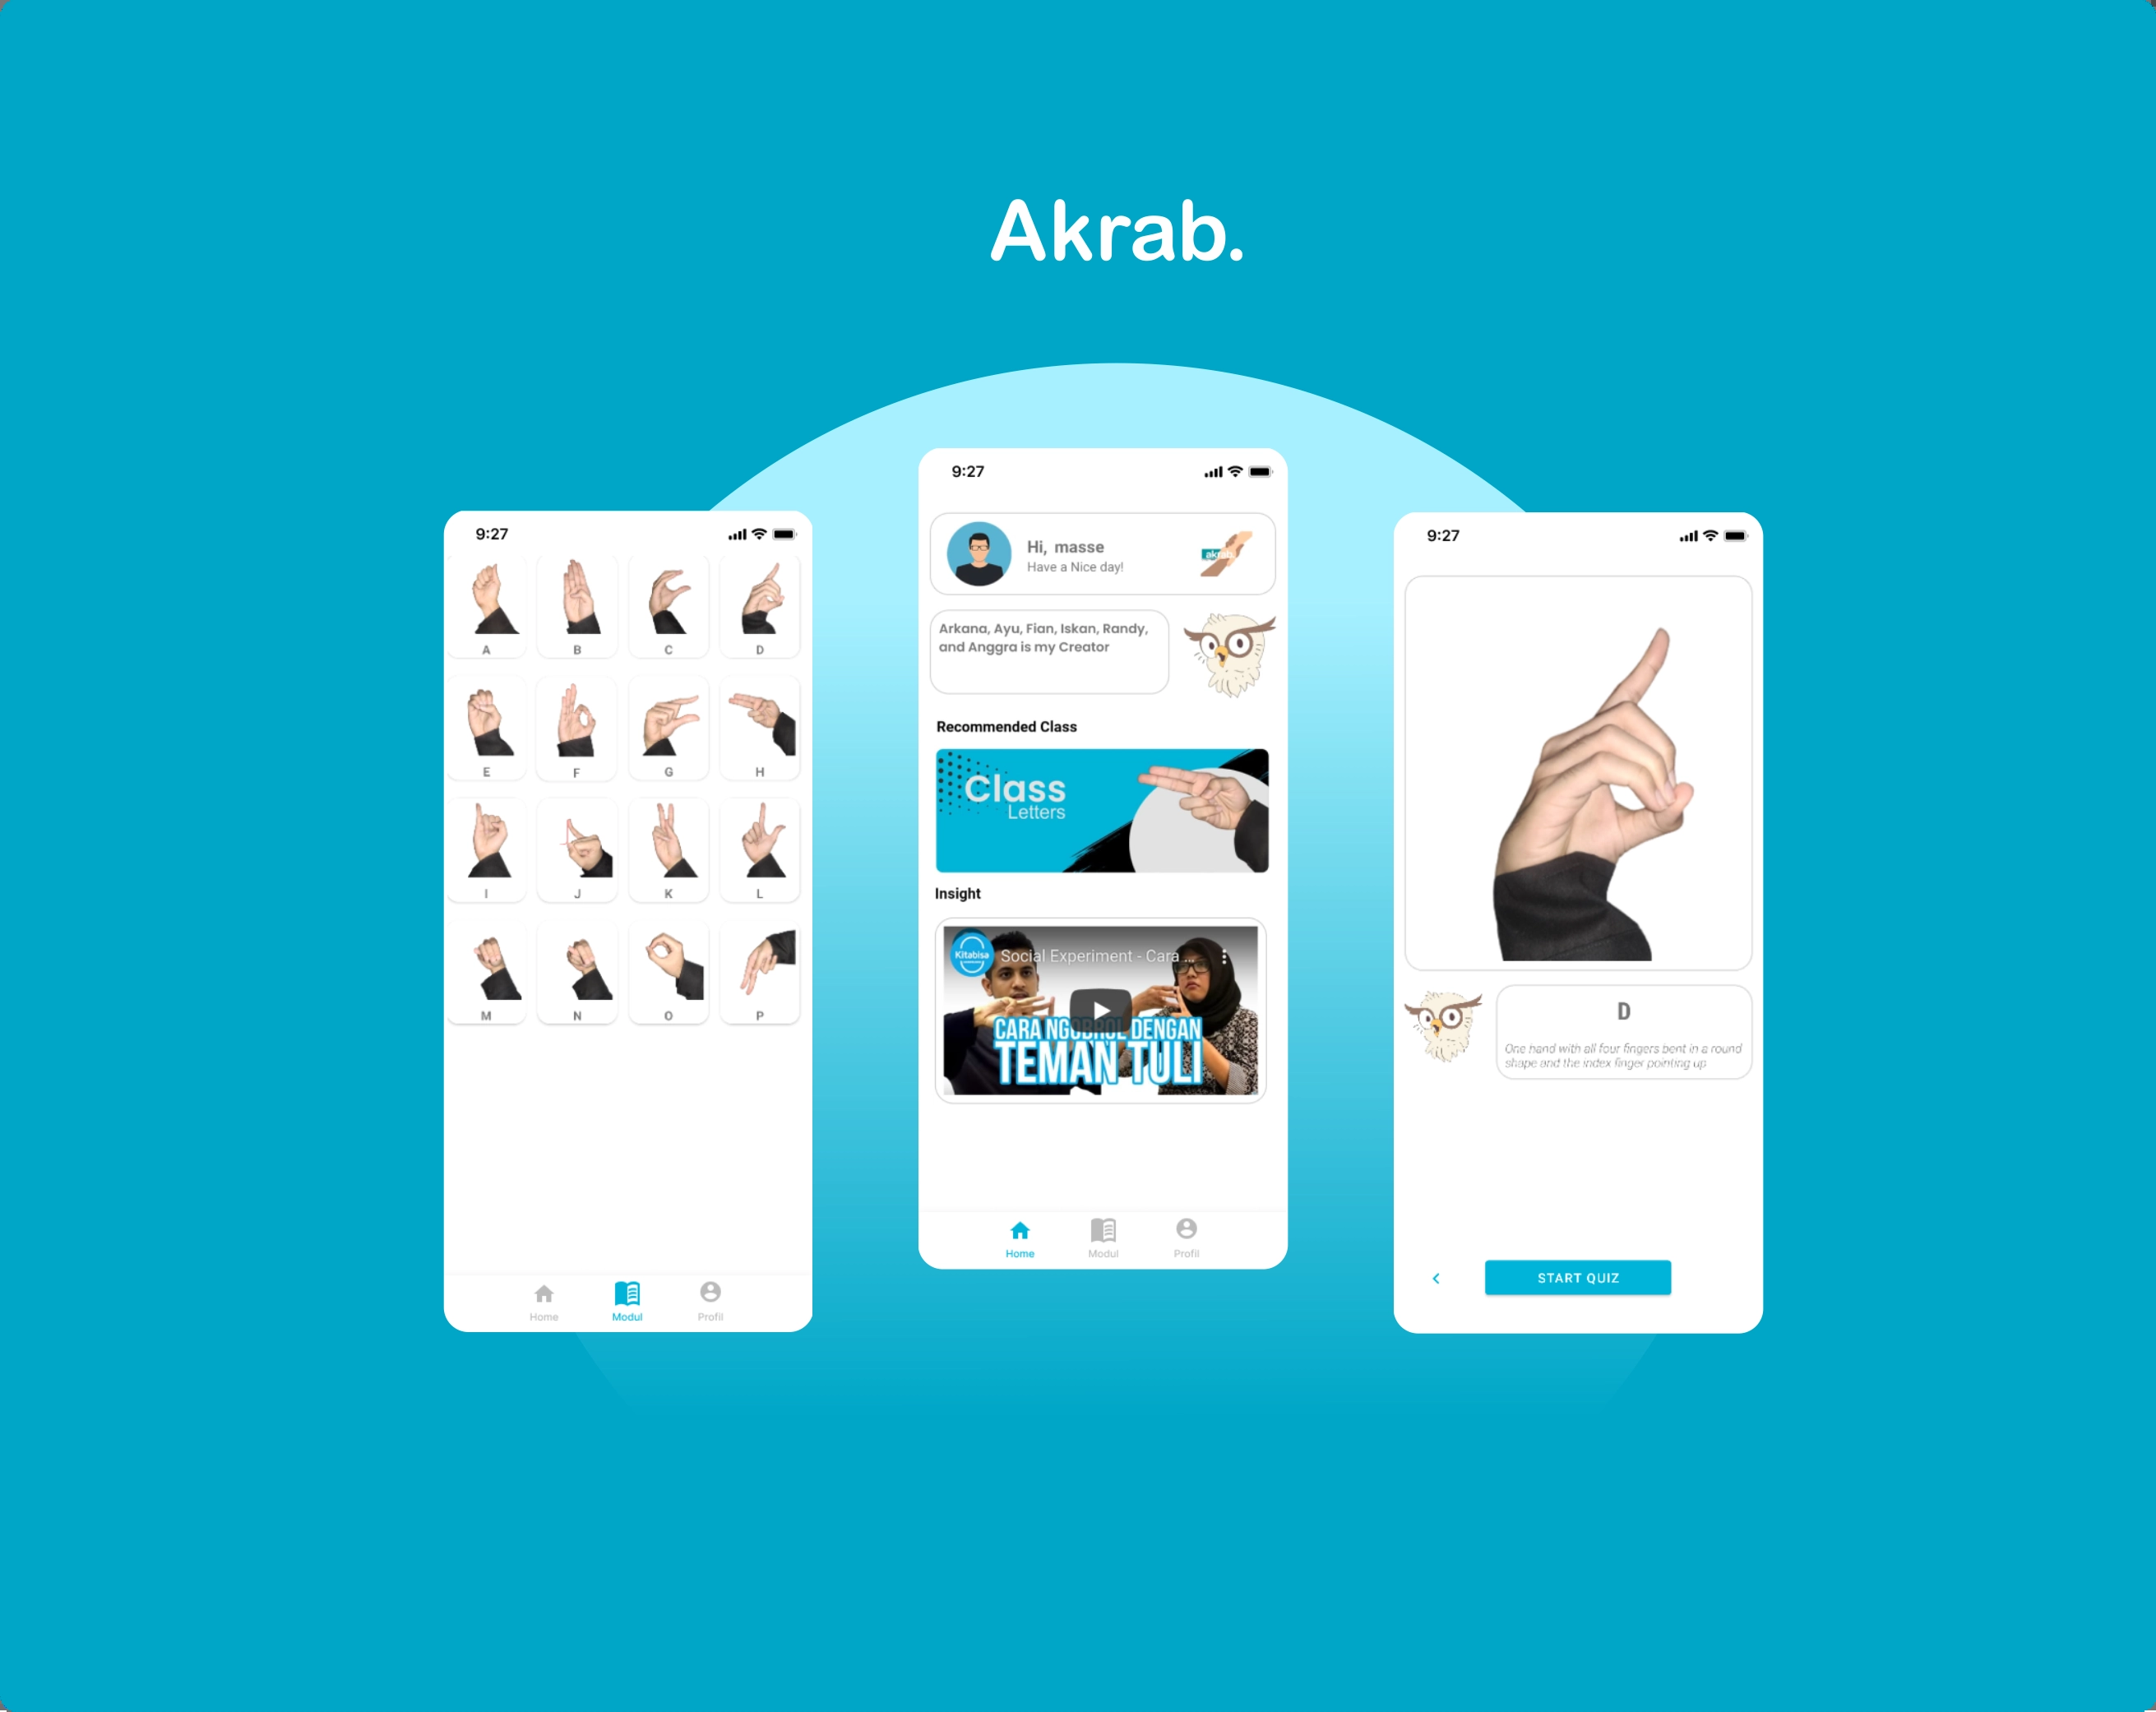 Akrab.
9:27
A
B
C
D
E
F
G
H
I
J
K
L
M
N
O
P
Home
Modul
Profil
9:27
Hi, masse
Have a Nice day!
akrab
Arkana, Ayu, Fian, Iskan, Randy,
and Anggra is my Creator
Recommended Class
Class
Letters
Insight
Kitabisa
Social Experiment - Cara ...
CARA NGOBROL DENGAN
TEMAN TULI
Home
Modul
Profil
9:27
D
One hand with all four fingers bent in a round
shape and the index finger pointing up
START QUIZ